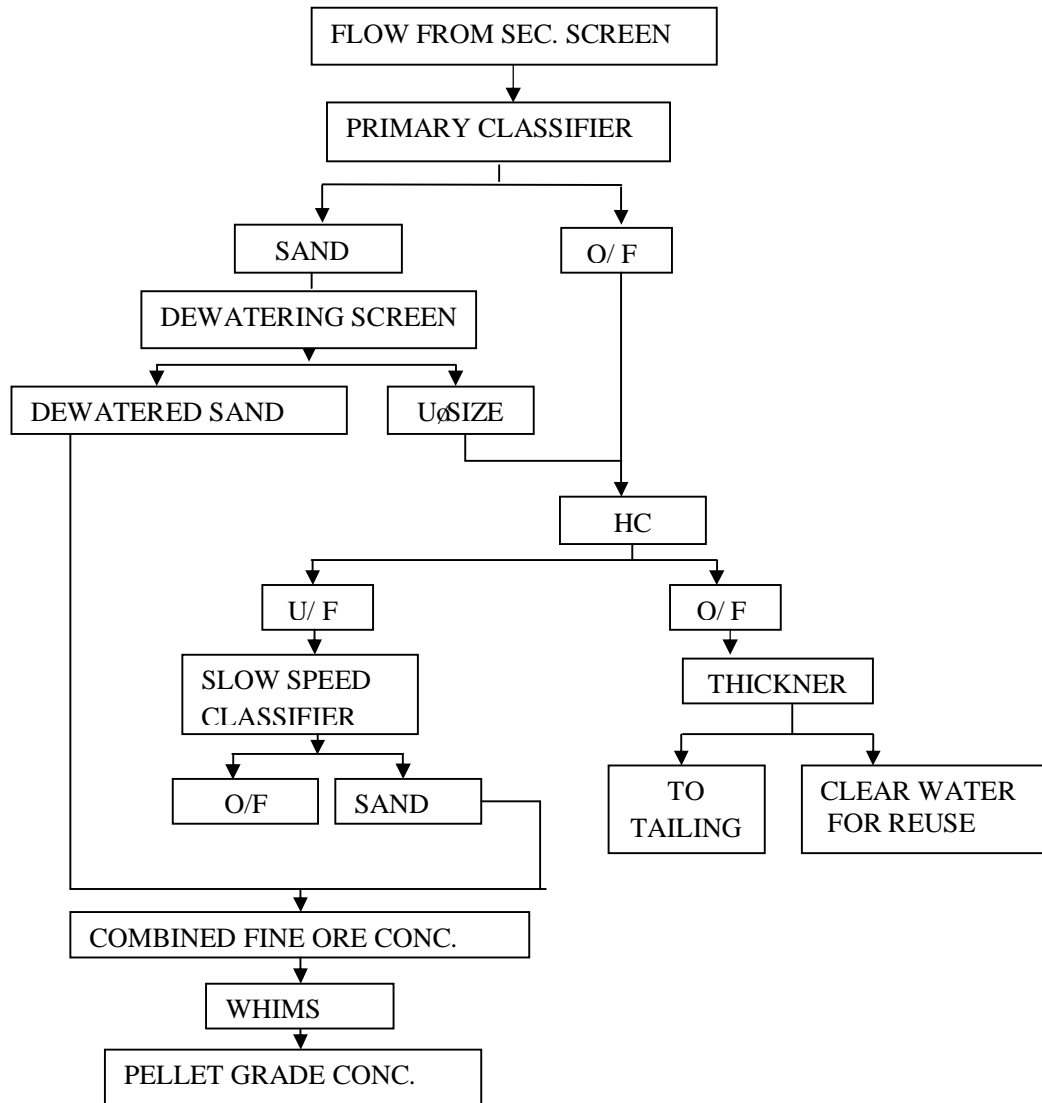 FLOW FROM SEC. SCREEN
PRIMARY CLASSIFIER
SAND
O/ F
DEWATERING SCREEN
DEWATERED SAND
UøSIZE
HC
U/ F
O/ F
SLOW SPEED
CLASSIFIER
THICKNER
O/F
SAND
TO
TAILING
CLEAR WATER
FOR REUSE
COMBINED FINE ORE CONC.
WHIMS
PELLET GRADE CONC.